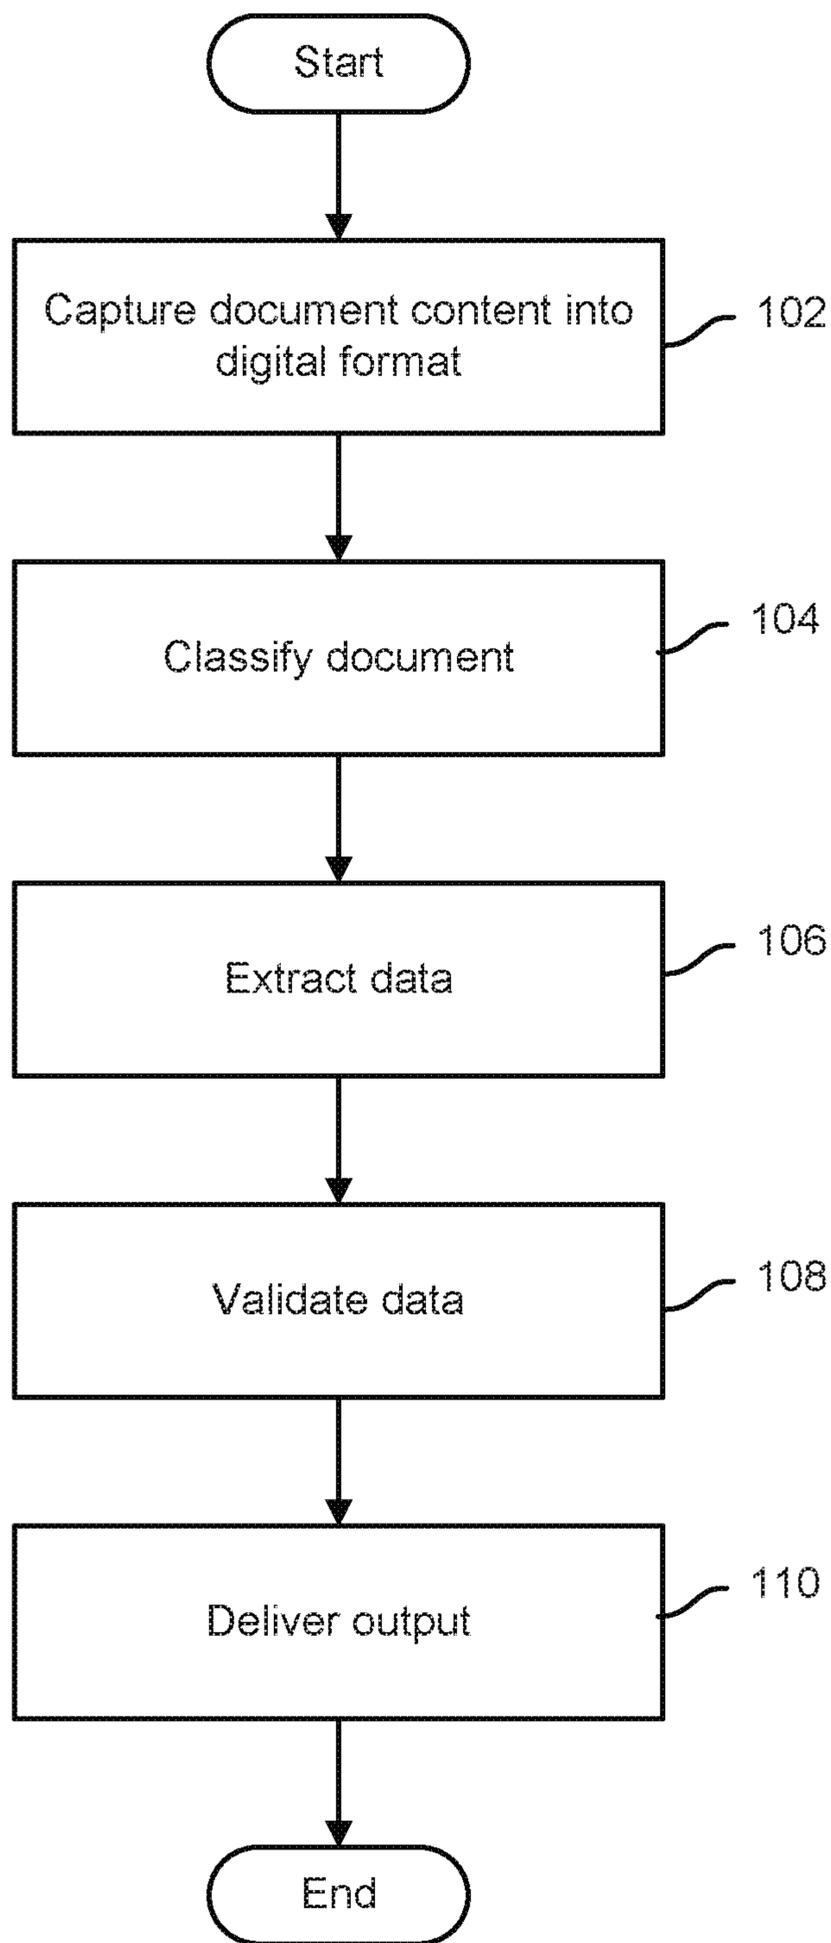 Start
Capture document content into
digital format
102
Classify document
104
Extract data
106
Validate data
108
Deliver output
110
End